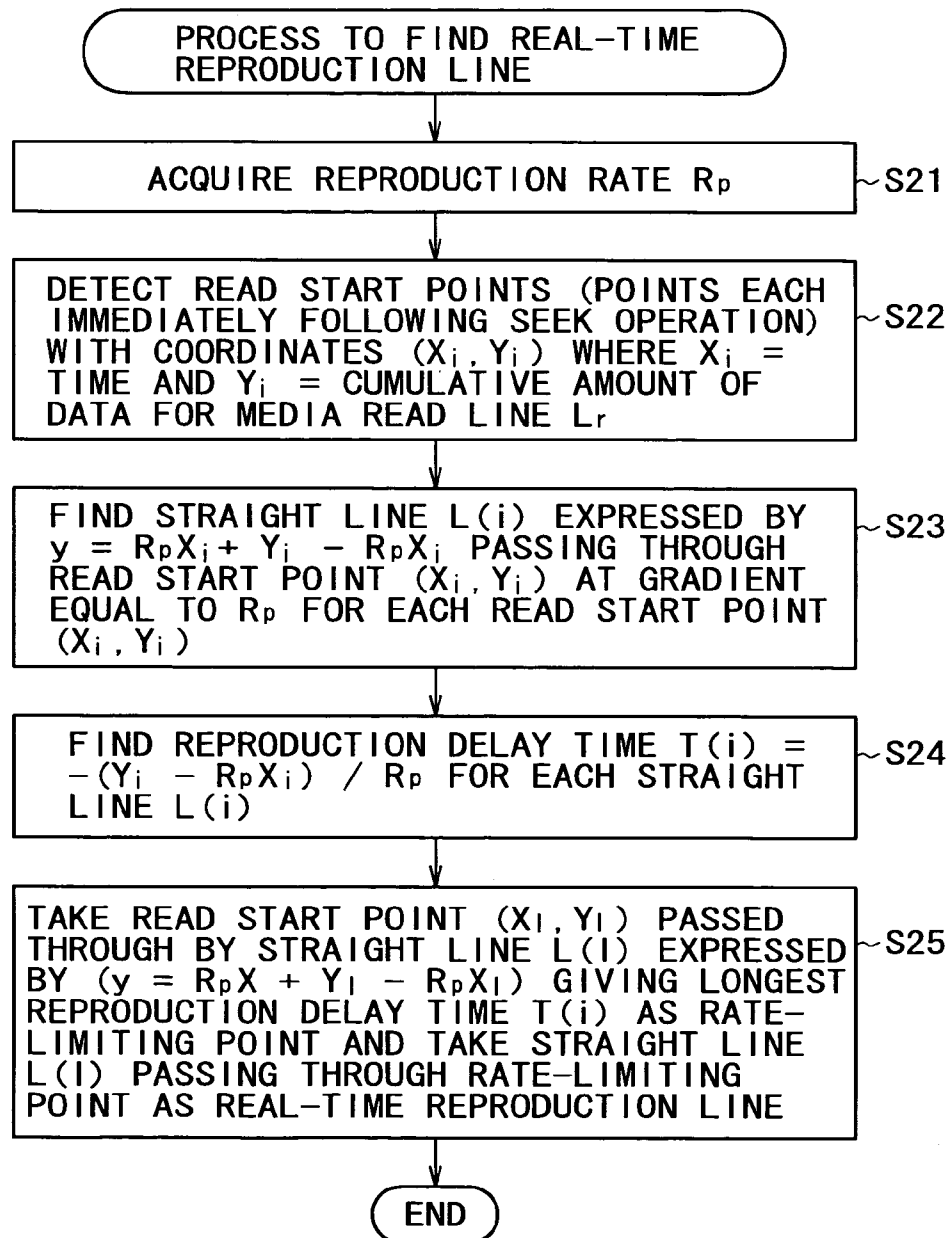 PROCESS TO FIND REAL-TIME
REPRODUCTION LINE
ACQUIRE REPRODUCTION RATE Rp
~S21
DETECT READ START POINTS (POINTS EACH
IMMEDIATELY FOLLOWING SEEK OPERATION)
WITH COORDINATES (Xi, Yi) WHERE Xi =
TIME AND Yi = CUMULATIVE AMOUNT OF
DATA FOR MEDIA READ LINE Lr
~S22
FIND STRAIGHT LINE L(i) EXPRESSED BY
y = RpXi + Yi - RpXi PASSING THROUGH
READ START POINT (Xi, Yi) AT GRADIENT
EQUAL TO Rp FOR EACH READ START POINT
(Xi, Yi)
~S23
FIND REPRODUCTION DELAY TIME T(i) =
-(Yi - RpXi) / Rp FOR EACH STRAIGHT
LINE L(i)
~S24
TAKE READ START POINT (Xl, Yl) PASSED
THROUGH BY STRAIGHT LINE L(l) EXPRESSED
BY (y = RpX + Yl - RpXl) GIVING LONGEST
REPRODUCTION DELAY TIME T(i) AS RATE-
LIMITING POINT AND TAKE STRAIGHT LINE
L(l) PASSING THROUGH RATE-LIMITING
POINT AS REAL-TIME REPRODUCTION LINE
~S25
END